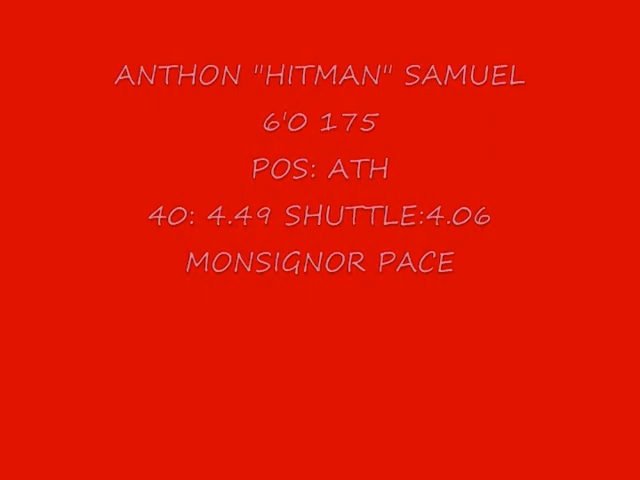 ANTHON "HITMAN" SAMUEL
6'0 175
POS: ATH
40: 4.49 SHUTTLE:4.06
MONSIGNOR PACE